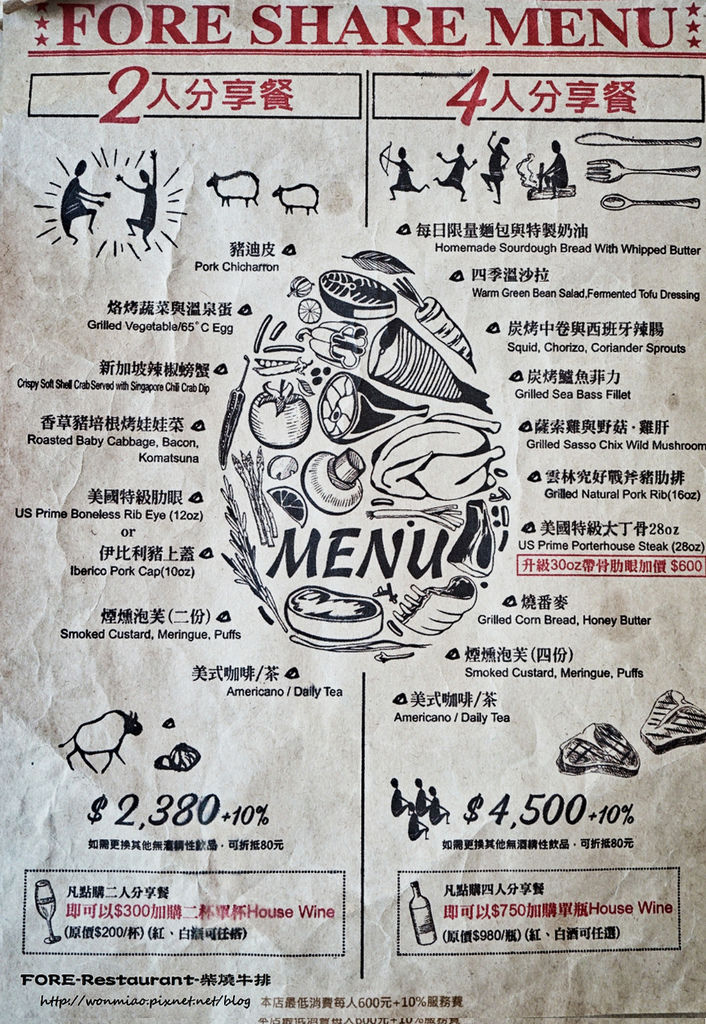 FORE SHARE MENU
2人分享餐
豬迪皮
Pork Chicharron
烙烤蔬菜與溫泉蛋
Grilled Vegetable/65°C Egg
新加坡辣椒螃蟹
Crispy Soft Shell Crab Served with Singapore Chili Crab Dip
香草豬培根烤娃娃菜
Roasted Baby Cabbage, Bacon,
Komatsuna
美國特級肋眼
US Prime Boneless Rib Eye (12oz)
or
伊比利豬上蓋
Iberico Pork Cap(10oz)
煙燻泡芙(二份)
Smoked Custard, Meringue, Puffs
美式咖啡/茶
Americano / Daily Tea
$2,380+10%
如需更換其他無酒精性飲品，可折抵80元
凡點購二人分享餐
即可以$300加購二杯單杯House Wine
(原價$200/杯)(紅、白酒可任搭)
4人分享餐
每日限量麵包與特製奶油
Homemade Sourdough Bread With Whipped Butter
四季溫沙拉
Warm Green Bean Salad,Fermented Tofu Dressing
炭烤中卷與西班牙辣腸
Squid, Chorizo, Coriander Sprouts
炭烤鱸魚菲力
Grilled Sea Bass Fillet
薩索雞與野菇，雞肝
Grilled Sasso Chix Wild Mushroom
雲林究好戰斧豬肋排
Grilled Natural Pork Rib(16oz)
美國特級大丁骨28oz
US Prime Porterhouse Steak (28oz)
升級30oz帶骨肋眼加價 $600
燒番麥
Grilled Corn Bread, Honey Butter
煙燻泡芙(四份)
Smoked Custard, Meringue, Puffs
美式咖啡/茶
Americano / Daily Tea
$4,500+10%
如需更換其他無酒精性飲品，可折抵80元
凡點購四人分享餐
即可以$750加購單瓶House Wine
(原價$980/瓶)(紅、白酒可任選)
MENU
FORE-Restaurant-柴燒牛排
http://wonmiao.pixnet.net/blog
本店最低消費每人600元+10%服務費
本店最低消費每人600元+10%服務費